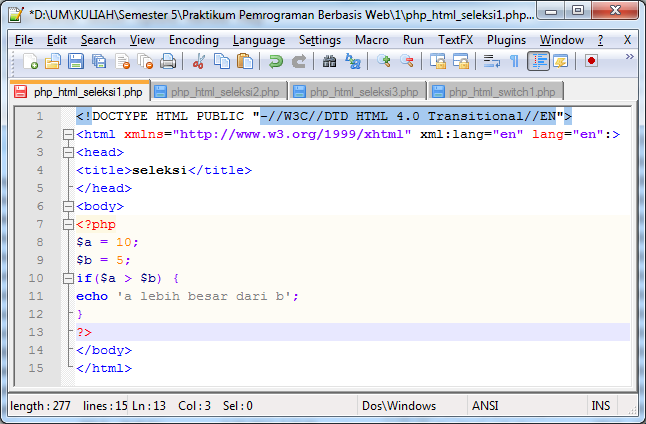 *D:\UM\KULIAH\Semester 5\Praktikum Pemrograman Berbasis Web\1\php_html_seleksi1.php...
File Edit Search View Encoding Language Settings Macro Run TextFX Plugins Window ? X
php_html_seleksi1.php php_html_seleksi2.php php_html_seleksi3.php php_html_switch1.php
1 <!DOCTYPE HTML PUBLIC "-//W3C//DTD HTML 4.0 Transitional//EN">
2 <html xmlns="http://www.w3.org/1999/xhtml" xml:lang="en" lang="en":>
3 <head>
4 <title>seleksi</title>
5 </head>
6 <body>
7 <?php
8 $a = 10;
9 $b = 5;
10 if($a > $b) {
11 echo 'a lebih besar dari b';
12 }
13 ?>
14 </body>
15 </html>
length : 277 lines : 15 Ln : 13 Col : 3 Sel : 0 Dos\Windows ANSI INS